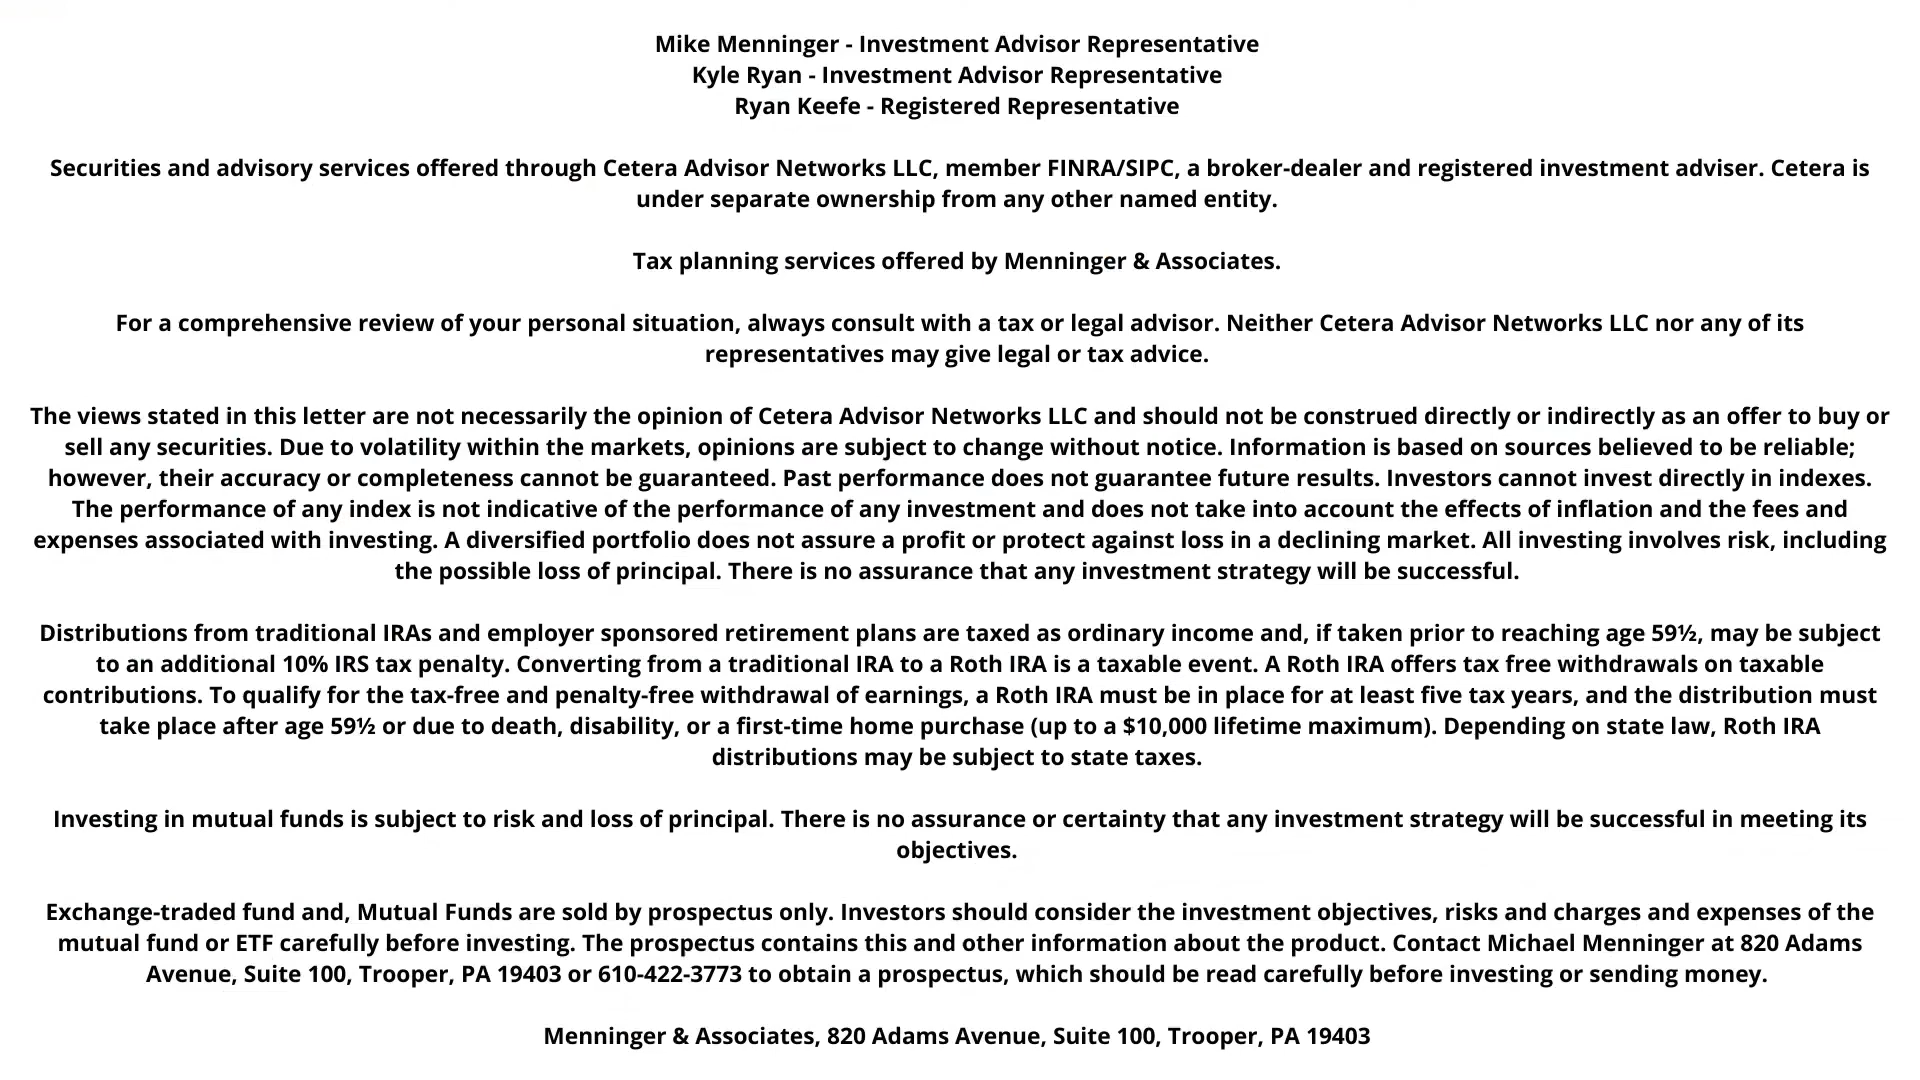 Mike Menninger - Investment Advisor Representative
Kyle Ryan - Investment Advisor Representative
Ryan Keefe - Registered Representative
Securities and advisory services offered through Cetera Advisor Networks LLC, member FINRA/SIPC, a broker-dealer and registered investment adviser. Cetera is
under separate ownership from any other named entity.
Tax planning services offered by Menninger & Associates.
For a comprehensive review of your personal situation, always consult with a tax or legal advisor. Neither Cetera Advisor Networks LLC nor any of its
representatives may give legal or tax advice.
The views stated in this letter are not necessarily the opinion of Cetera Advisor Networks LLC and should not be construed directly or indirectly as an offer to buy or
sell any securities. Due to volatility within the markets, opinions are subject to change without notice. Information is based on sources believed to be reliable;
however, their accuracy or completeness cannot be guaranteed. Past performance does not guarantee future results. Investors cannot invest directly in indexes.
The performance of any index is not indicative of the performance of any investment and does not take into account the effects of inflation and the fees and
expenses associated with investing. A diversified portfolio does not assure a profit or protect against loss in a declining market. All investing involves risk, including
the possible loss of principal. There is no assurance that any investment strategy will be successful.
Distributions from traditional IRAs and employer sponsored retirement plans are taxed as ordinary income and, if taken prior to reaching age 59½, may be subject
to an additional 10% IRS tax penalty. Converting from a traditional IRA to a Roth IRA is a taxable event. A Roth IRA offers tax free withdrawals on taxable
contributions. To qualify for the tax-free and penalty-free withdrawal of earnings, a Roth IRA must be in place for at least five tax years, and the distribution must
take place after age 59½ or due to death, disability, or a first-time home purchase (up to a $10,000 lifetime maximum). Depending on state law, Roth IRA
distributions may be subject to state taxes.
Investing in mutual funds is subject to risk and loss of principal. There is no assurance or certainty that any investment strategy will be successful in meeting its
objectives.
Exchange-traded fund and, Mutual Funds are sold by prospectus only. Investors should consider the investment objectives, risks and charges and expenses of the
mutual fund or ETF carefully before investing. The prospectus contains this and other information about the product. Contact Michael Menninger at 820 Adams
Avenue, Suite 100, Trooper, PA 19403 or 610-422-3773 to obtain a prospectus, which should be read carefully before investing or sending money.
Menninger & Associates, 820 Adams Avenue, Suite 100, Trooper, PA 19403